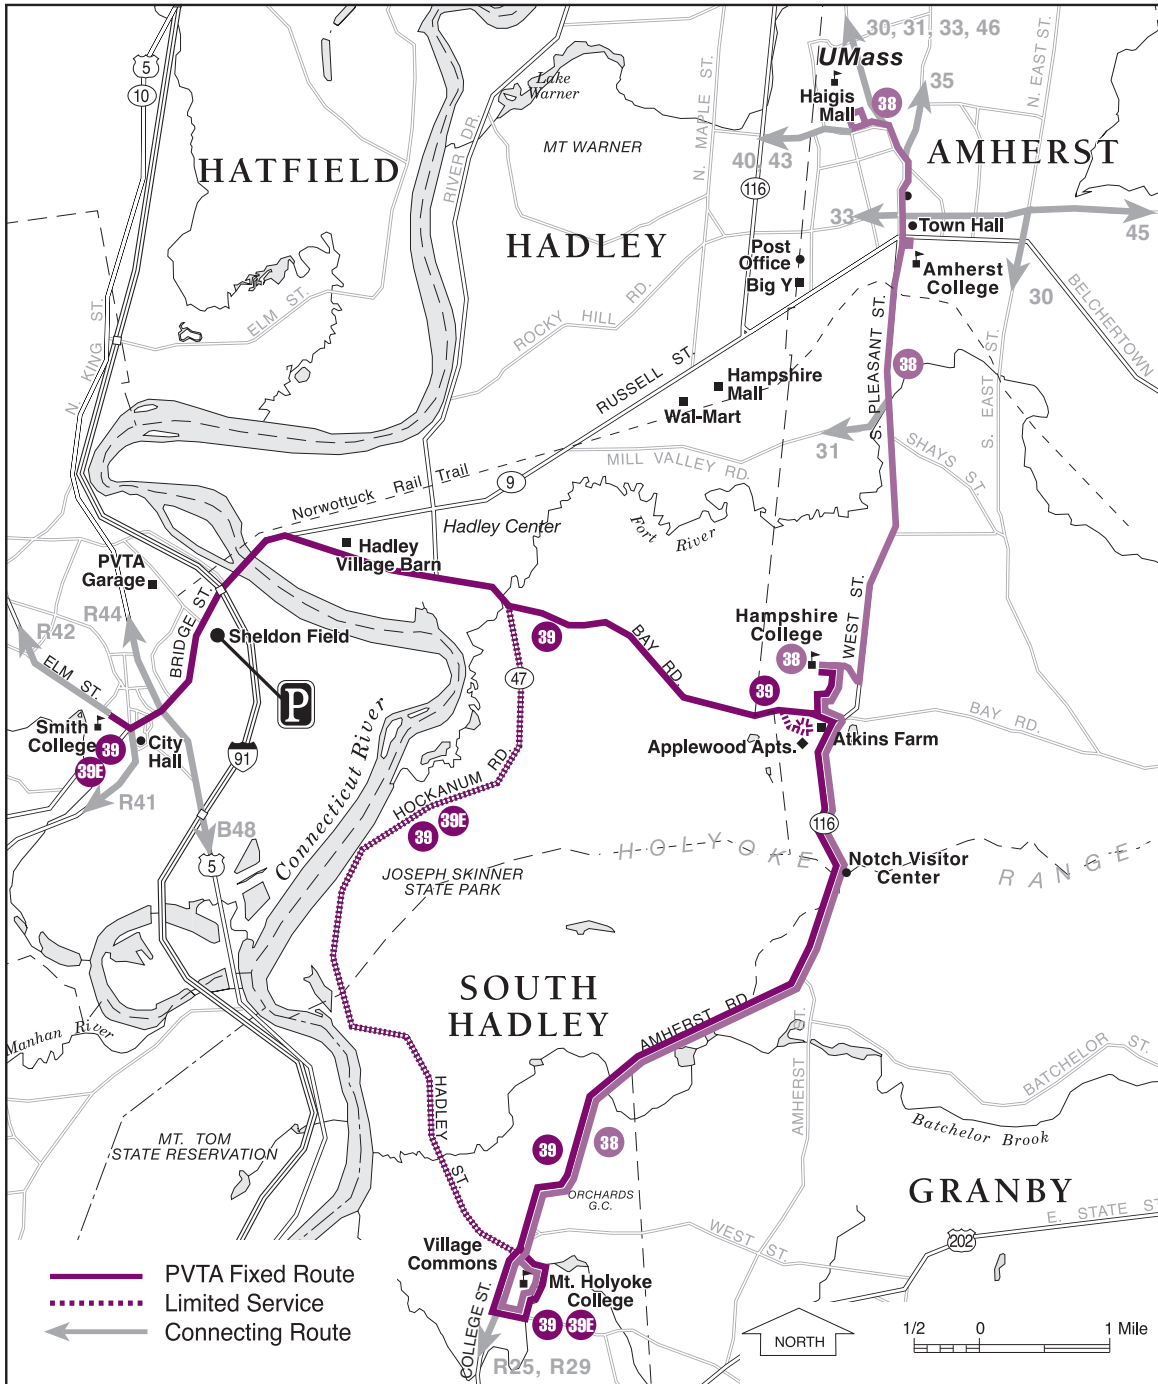 30, 31, 33, 46
UMass
Haigis
Mall
38
35
N. EAST ST.
5
10
Lake
Warner
N. MAPLE ST.
RIVER DR.
MT WARNER
40, 43
116
AMHERST
HATFIELD
HADLEY
33
45
Town Hall
Post
Office
Big Y
Amherst
College
30
BELCHERTOWN
ELM ST.
ROCKY HILL RD.
N. KING ST.
RUSSELL ST.
S. PLEASANT ST.
38
S. EAST ST.
Hampshire
Mall
Wal-Mart
31
SHAYS ST.
MILL VALLEY RD.
Norwottuck Rail Trail
9
Hadley Center
Fort River
Hadley
Village Barn
PVTA
Garage
R44
R42
BRIDGE ST.
Sheldon Field
ELM ST.
P
Smith
College
39
39E
City
Hall
R41
91
B48
5
Connecticut River
39
BAY RD.
47
HOCKANUM RD.
39
39E
Hampshire
College
38
WEST ST.
39
BAY RD.
Applewood Apts.
Atkins Farm
116
HOLYOKE RANGE
Notch Visitor
Center
JOSEPH SKINNER
STATE PARK
SOUTH
HADLEY
AMHERST RD.
Manhan River
AMHERST ST.
BATCHELOR ST.
Batchelor Brook
HADLEY ST.
MT. TOM
STATE RESERVATION
39
38
ORCHARDS
G.C.
GRANBY
WEST ST.
E. STATE ST
202
Village
Commons
Mt. Holyoke
College
COLLEGE ST.
39
39E
R25, R29
PVTA Fixed Route
Limited Service
Connecting Route
NORTH
1/2 0 1 Mile